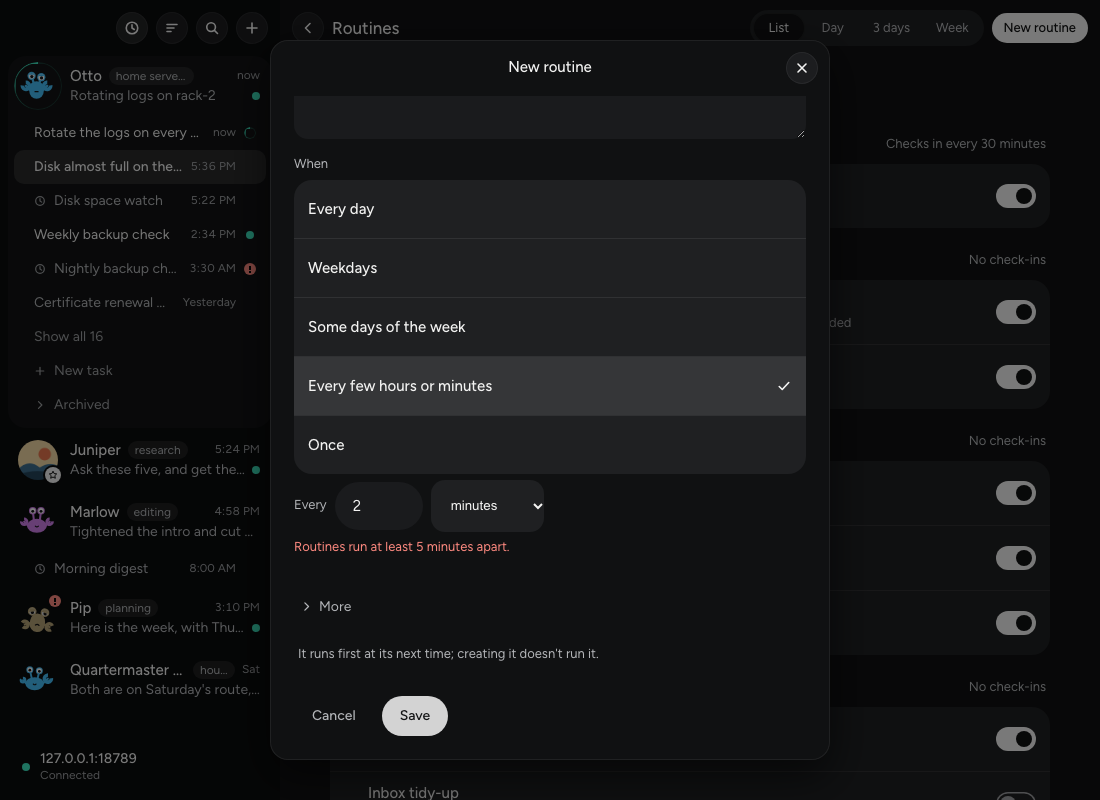 Routines
List
Day
3 days
Week
New routine
Otto
home serve...
now
Rotating logs on rack-2
Rotate the logs on every ...
now
Disk almost full on the...
5:36 PM
Disk space watch
5:22 PM
Weekly backup check
2:34 PM
Nightly backup ch...
3:30 AM
Certificate renewal ...
Yesterday
Show all 16
New task
Archived
Juniper
research
5:24 PM
Ask these five, and get the...
Marlow
editing
4:58 PM
Tightened the intro and cut ...
Morning digest
8:00 AM
Pip
planning
3:10 PM
Here is the week, with Thu...
Quartermaster ...
hou...
Sat
Both are on Saturday's route,...
127.0.0.1:18789
Connected
New routine
When
Every day
Weekdays
Some days of the week
Every few hours or minutes
Once
Every
2
minutes
Routines run at least 5 minutes apart.
More
It runs first at its next time; creating it doesn't run it.
Cancel
Save
Checks in every 30 minutes
No check-ins
ded
No check-ins
No check-ins
Inbox tidy-up